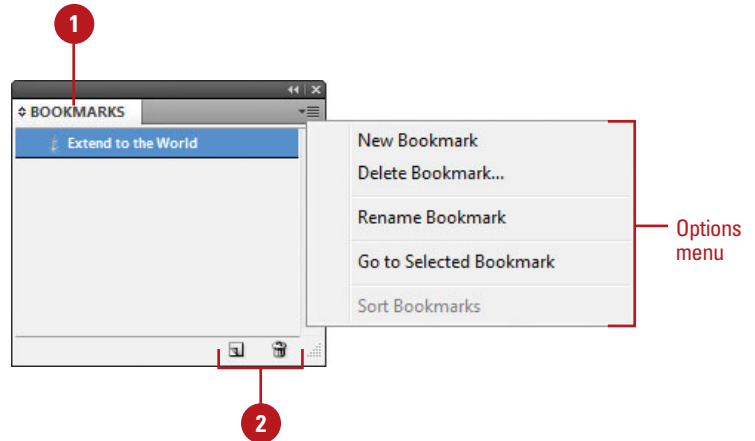 1
BOOKMARKS
Extend to the World
New Bookmark
Delete Bookmark...
Rename Bookmark
Go to Selected Bookmark
Sort Bookmarks
Options
menu
2